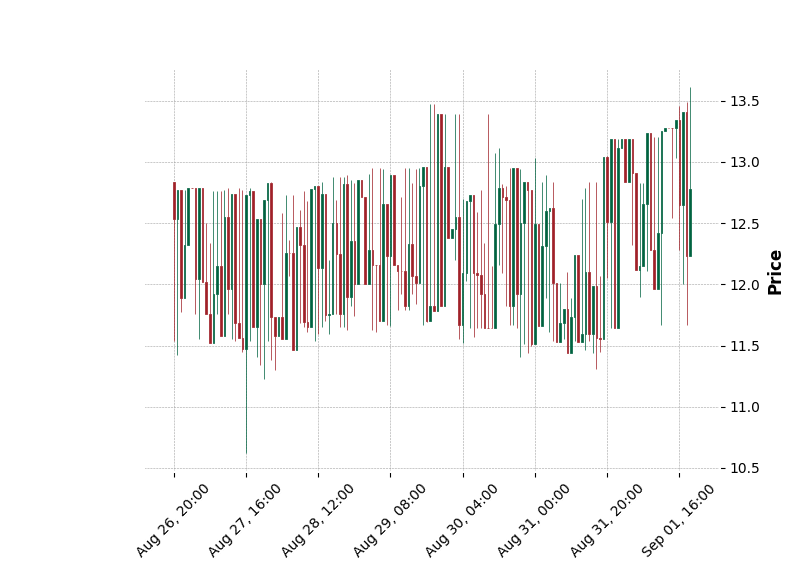 13.5
13.0
12.5
12.0
11.5
11.0
10.5
Price
Aug 26, 20:00
Aug 27, 16:00
Aug 28, 12:00
Aug 29, 08:00
Aug 30, 04:00
Aug 31, 00:00
Aug 31, 20:00
Sep 01, 16:00